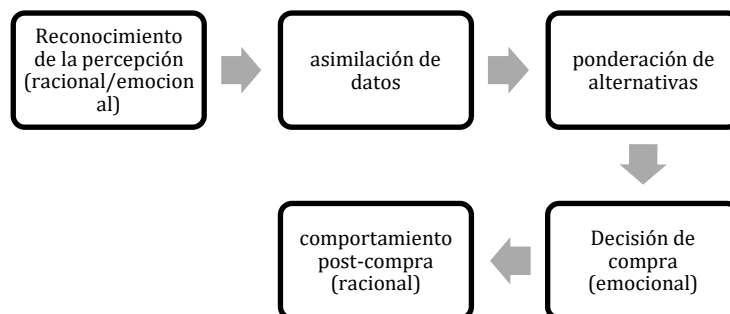 Reconocimiento
de la percepción
(racional/emocion
al)
asimilación de
datos
ponderación de
alternativas
Decisión de
compra
(emocional)
comportamiento
post-compra
(racional)